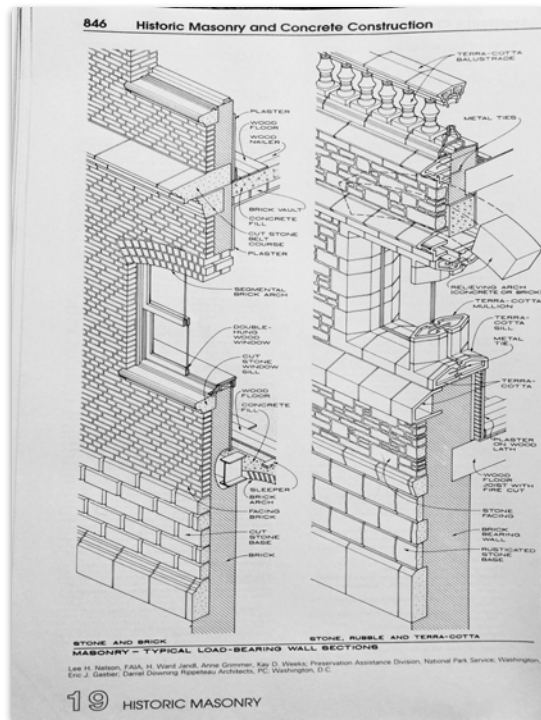 846 Historic Masonry and Concrete Construction
PLASTER
WOOD
FLOOR
WOOD
NAILER
BRICK VAULT
CONCRETE
FILL
CUT STONE
BELT
COURSE
PLASTER
SEGMENTAL
BRICK ARCH
DOUBLE-
HUNG
WOOD
WINDOW
CUT
STONE
WINDOW
SILL
WOOD
FLOOR
CONCRETE
FILL
SLEEPER
BRICK
ARCH
FACING
BRICK
CUT
STONE
BASE
BRICK
STONE AND BRICK
TERRA-COTTA
BALUSTRADE
METAL TIES
RELIEVING ARCH
(CONCRETE OR BRICK)
TERRA-COTTA
MULLION
TERRA-
COTTA
SILL
METAL
TIE
TERRA-
COTTA
PLASTER
ON WOOD
LATH
WOOD
FLOOR
JOIST WITH
FIRE CUT
STONE
FACING
BRICK
BEARING
WALL
RUSTICATED
STONE
BASE
STONE, RUBBLE AND TERRA-COTTA
MASONRY – TYPICAL LOAD-BEARING WALL SECTIONS
Lee H. Nelson, FAIA, H. Ward Jandl, Anne Grimmer, Kay D. Weeks; Preservation Assistance Division, National Park Service; Washington,
Eric J. Gastier; Darrel Downing Rippeteau Architects, PC; Washington, D.C.
19 HISTORIC MASONRY